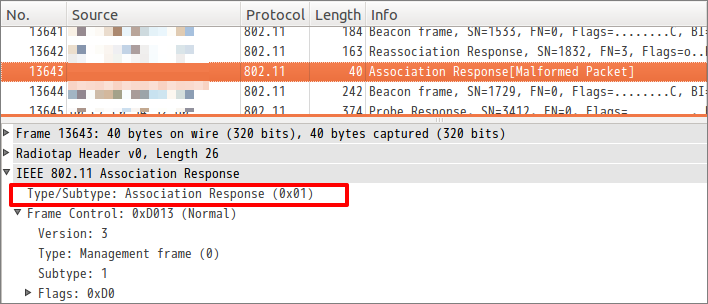 No. Source Protocol Length Info
13641 802.11 184 Beacon frame, SN=1533, FN=0, Flags=........C, BI=
13642 802.11 163 Reassociation Response, SN=1832, FN=3, Flags=o..
13643 802.11 40 Association Response[Malformed Packet]
13644 802.11 242 Beacon frame, SN=1729, FN=0, Flags=........C, BI
13645 802.11 374 Probe Response, SN=3412, FN=0, Flags=
Frame 13643: 40 bytes on wire (320 bits), 40 bytes captured (320 bits)
Radiotap Header v0, Length 26
IEEE 802.11 Association Response
Type/Subtype: Association Response (0x01)
Frame Control: 0xD013 (Normal)
Version: 3
Type: Management frame (0)
Subtype: 1
Flags: 0xD0